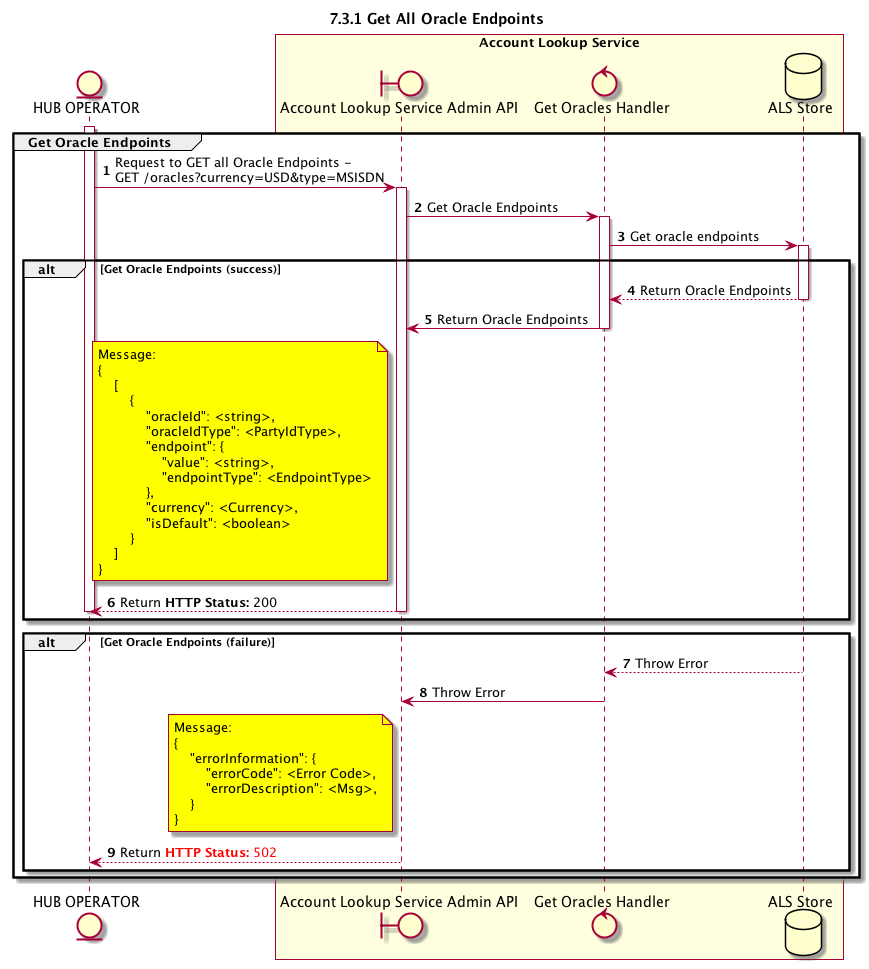 7.3.1 Get All Oracle Endpoints
Account Lookup Service
HUB OPERATOR
Account Lookup Service Admin API
Get Oracles Handler
ALS Store
Get Oracle Endpoints
1 Request to GET all Oracle Endpoints -
GET /oracles?currency=USD&type=MSISDN
2 Get Oracle Endpoints
3 Get oracle endpoints
alt [Get Oracle Endpoints (success)]
4 Return Oracle Endpoints
5 Return Oracle Endpoints
Message:
{
[
{
"oracleId": <string>,
"oracleIdType": <PartyIdType>,
"endpoint": {
"value": <string>,
"endpointType": <EndpointType>
},
"currency": <Currency>,
"isDefault": <boolean>
}
]
}
6 Return HTTP Status: 200
alt [Get Oracle Endpoints (failure)]
7 Throw Error
8 Throw Error
Message:
{
"errorInformation": {
"errorCode": <Error Code>,
"errorDescription": <Msg>,
}
}
9 Return HTTP Status: 502
HUB OPERATOR
Account Lookup Service Admin API
Get Oracles Handler
ALS Store